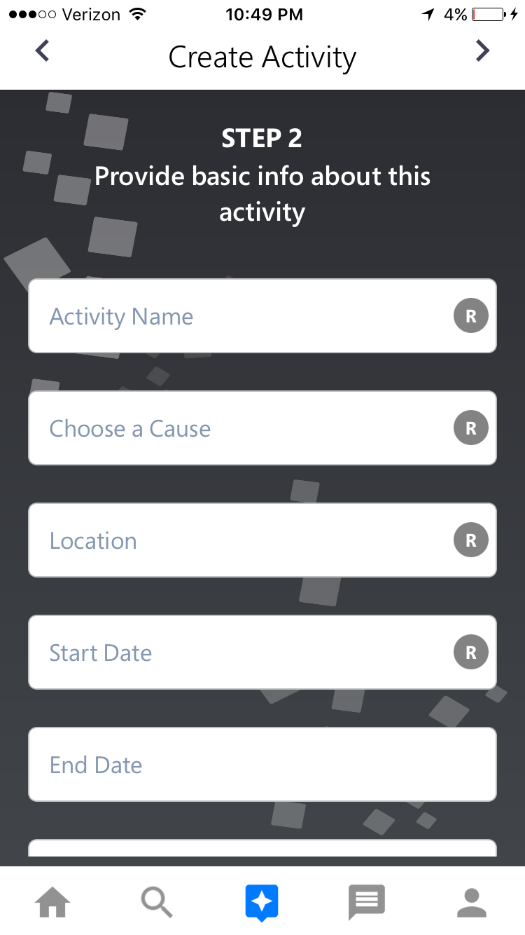 Verizon 10:49 PM 4%
Create Activity
STEP 2
Provide basic info about this
activity
Activity Name R
Choose a Cause R
Location R
Start Date R
End Date